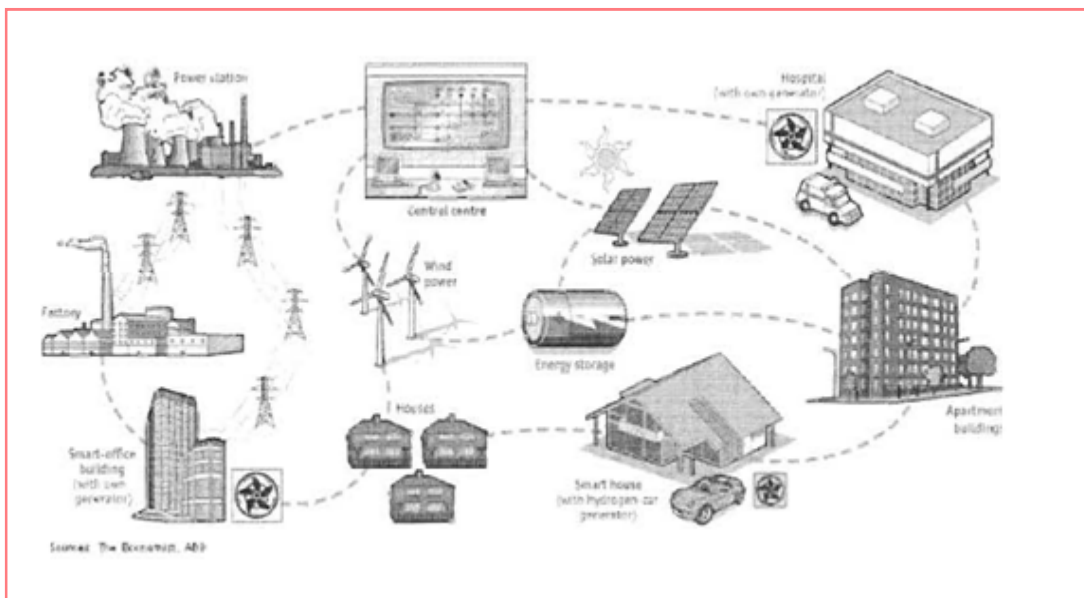 Power station
Hospital
(with own generator)
Control centre
Wind
power
Solar power
Factory
Energy storage
Houses
Apartment
buildings
Smart-office
building
(with own
generator)
Smart house
(with hydrogen-car
generator)
Sources: The Economist, ABB